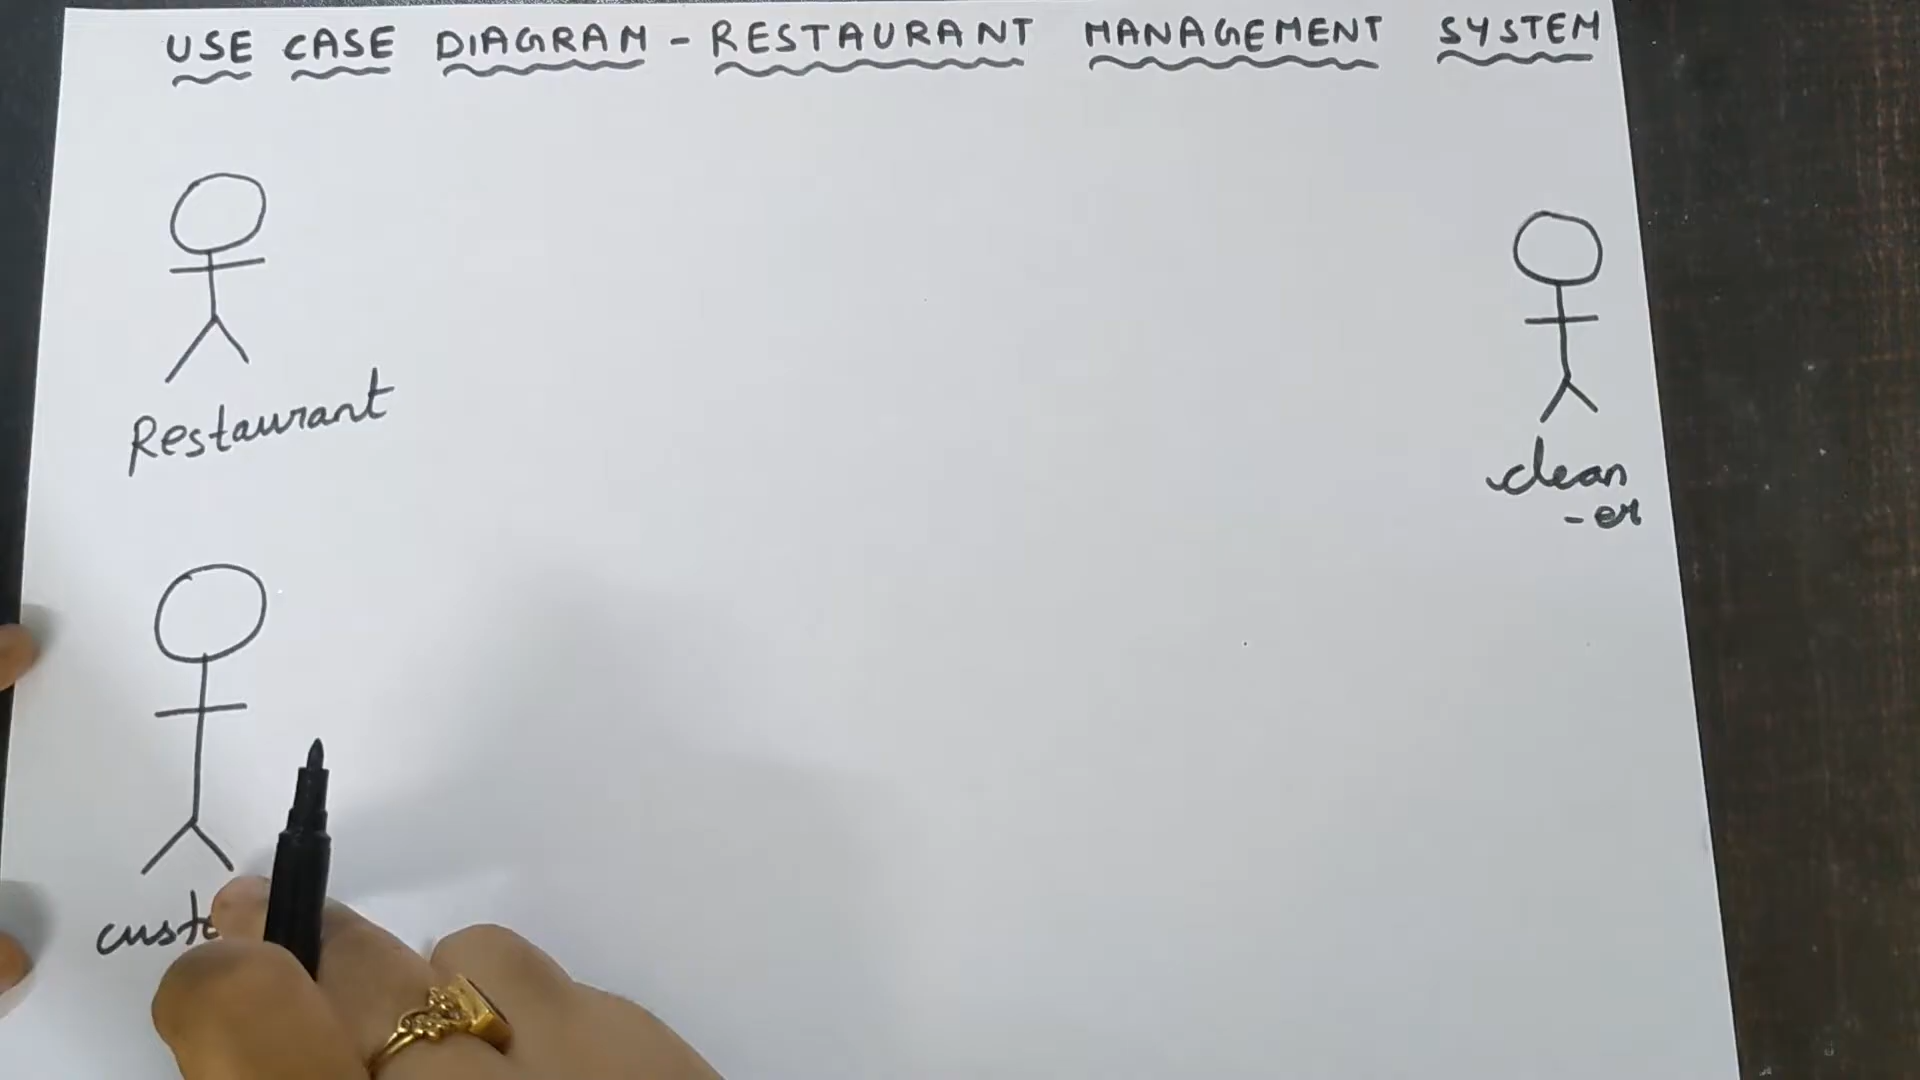 USE CASE DIAGRAM - RESTAURANT MANAGEMENT SYSTEM
Restaurant
clean
-er